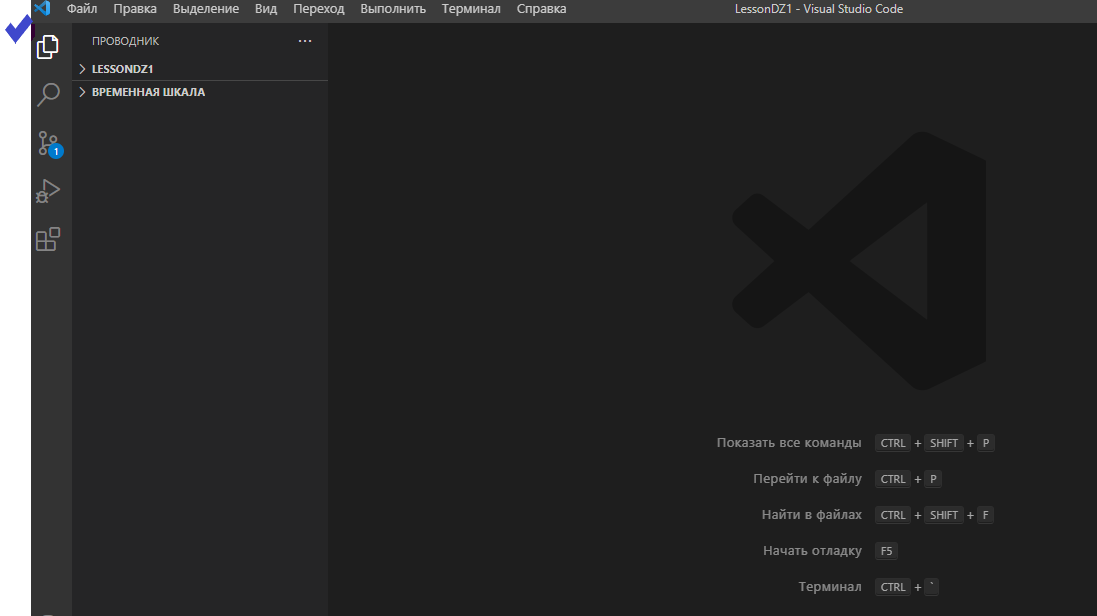 Файл Правка Выделение Вид Переход Выполнить Терминал Справка LessonDZ1 - Visual Studio Code
ПРОВОДНИК ...
LESSONDZ1
ВРЕМЕННАЯ ШКАЛА
1
Показать все команды CTRL + SHIFT + P
Перейти к файлу CTRL + P
Найти в файлах CTRL + SHIFT + F
Начать отладку F5
Терминал CTRL + `